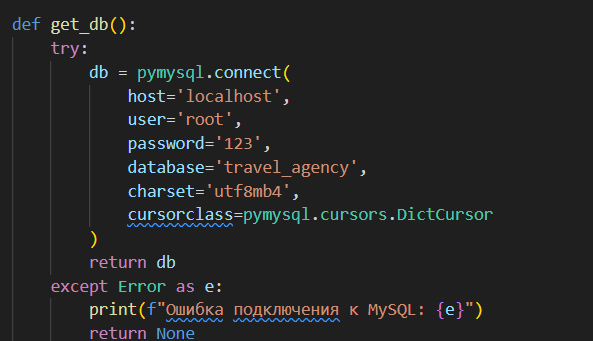 def get_db():
    try:
        db = pymysql.connect(
            host='localhost',
            user='root',
            password='123',
            database='travel_agency',
            charset='utf8mb4',
            cursorclass=pymysql.cursors.DictCursor
        )
        return db
    except Error as e:
        print(f"Ошибка подключения к MySQL: {e}")
        return None